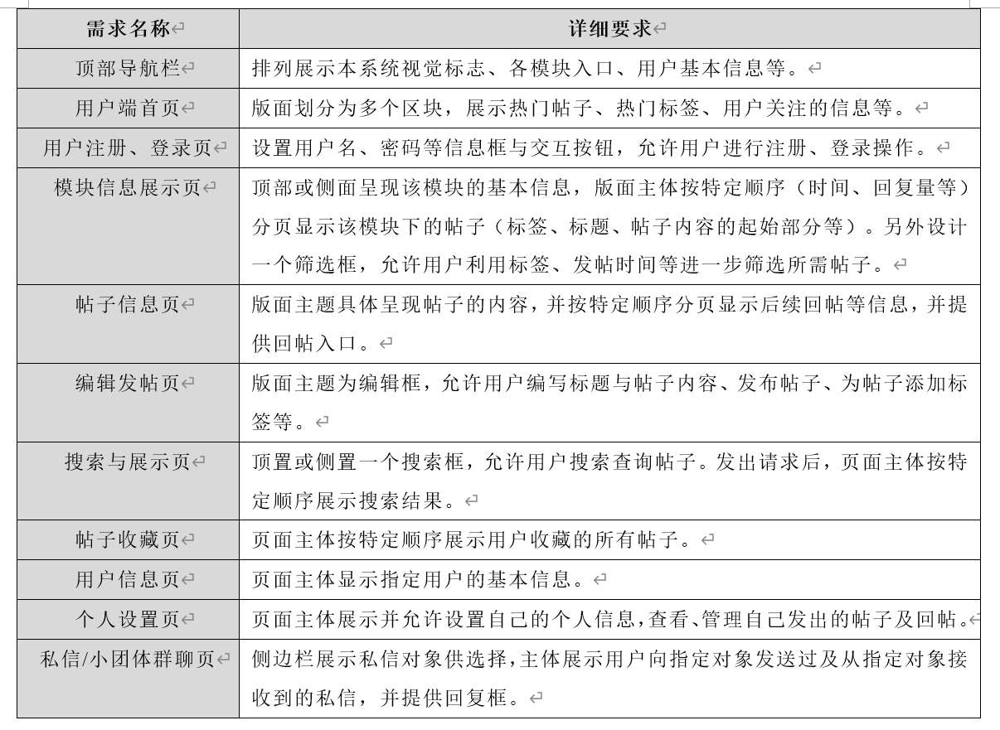 需求名称
详细要求
顶部导航栏
排列展示本系统视觉标志、各模块入口、用户基本信息等。
用户端首页
版面划分为多个区块，展示热门帖子、热门标签、用户关注的信息等。
用户注册、登录页
设置用户名、密码等信息框与交互按钮，允许用户进行注册、登录操作。
模块信息展示页
顶部或侧面呈现该模块的基本信息，版面主体按特定顺序（时间、回复量等）
分页显示该模块下的帖子（标签、标题、帖子内容的起始部分等）。另外设计
一个筛选框，允许用户利用标签、发帖时间等进一步筛选所需帖子。
帖子信息页
版面主题具体呈现帖子的内容，并按特定顺序分页显示后续回帖等信息，并提
供回帖入口。
编辑发帖页
版面主题为编辑框，允许用户编写标题与帖子内容、发布帖子、为帖子添加标
签等。
搜索与展示页
顶置或侧置一个搜索框，允许用户搜索查询帖子。发出请求后，页面主体按特
定顺序展示搜索结果。
帖子收藏页
页面主体按特定顺序展示用户收藏的所有帖子。
用户信息页
页面主体显示指定用户的基本信息。
个人设置页
页面主体展示并允许设置自己的个人信息，查看、管理自己发出的帖子及回帖。
私信/小团体群聊页
侧边栏展示私信对象供选择，主体展示用户向指定对象发送过及从指定对象接
收到的私信，并提供回复框。